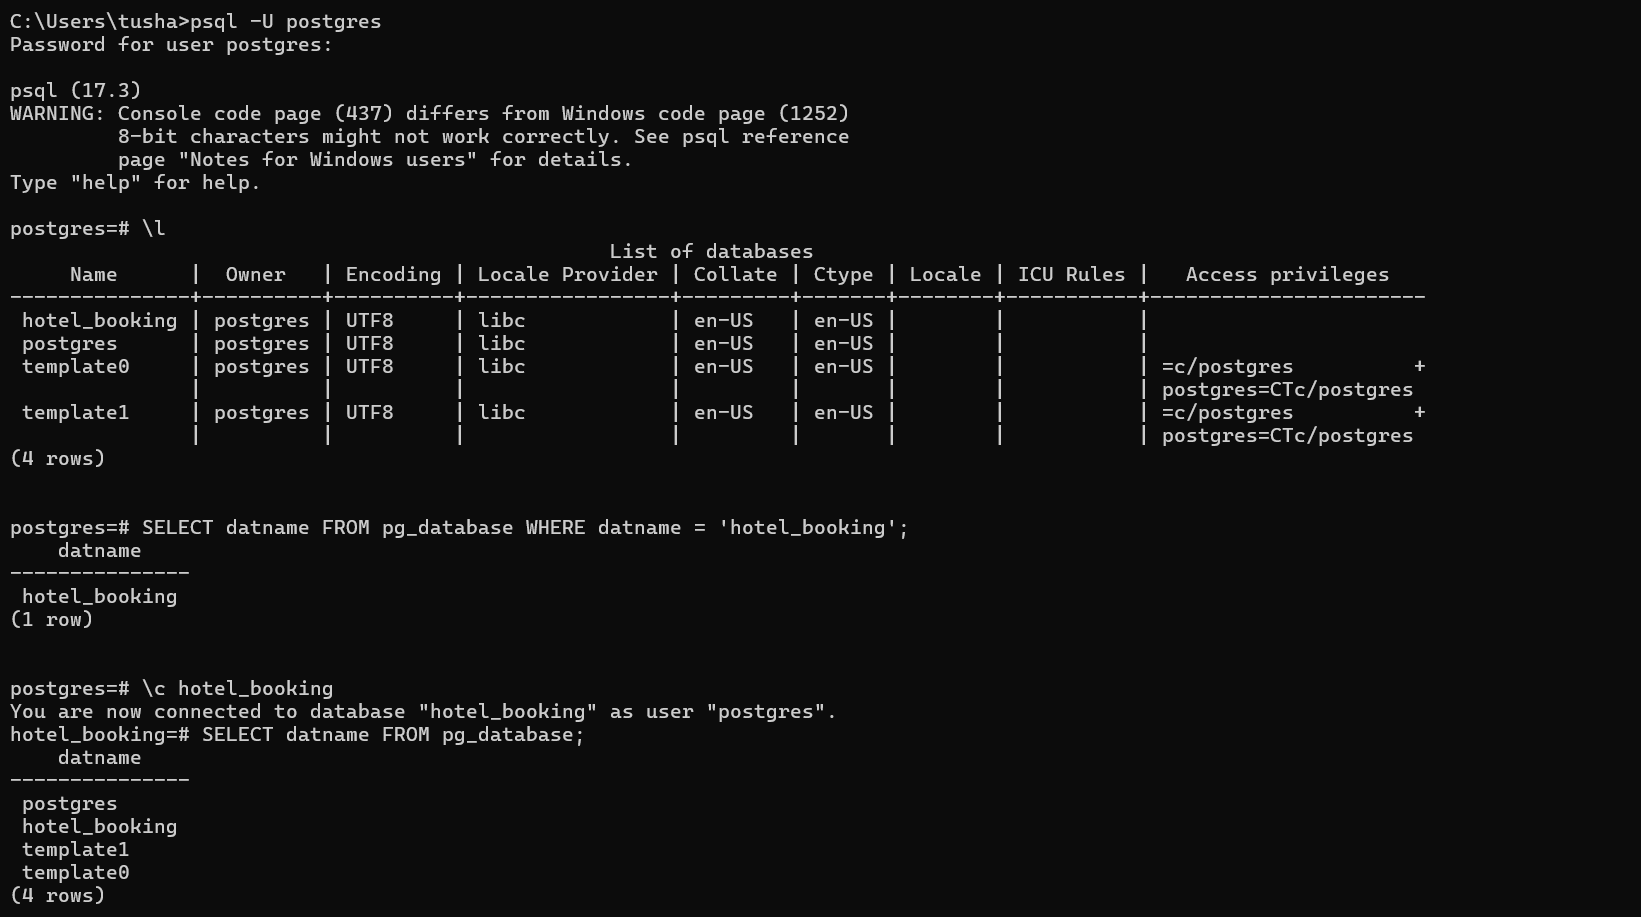 C:\Users\tusha>psql -U postgres
Password for user postgres:

psql (17.3)
WARNING: Console code page (437) differs from Windows code page (1252)
         8-bit characters might not work correctly. See psql reference
         page "Notes for Windows users" for details.
Type "help" for help.

postgres=# \l
                                                  List of databases
     Name      |  Owner   | Encoding | Locale Provider | Collate | Ctype | Locale | ICU Rules |   Access privileges
---------------+----------+----------+-----------------+---------+-------+--------+-----------+-----------------------
 hotel_booking | postgres | UTF8     | libc            | en-US   | en-US |        |           |
 postgres      | postgres | UTF8     | libc            | en-US   | en-US |        |           |
 template0     | postgres | UTF8     | libc            | en-US   | en-US |        |           | =c/postgres          +
               |          |          |                 |         |       |        |           | postgres=CTc/postgres
 template1     | postgres | UTF8     | libc            | en-US   | en-US |        |           | =c/postgres          +
               |          |          |                 |         |       |        |           | postgres=CTc/postgres
(4 rows)


postgres=# SELECT datname FROM pg_database WHERE datname = 'hotel_booking';
    datname
---------------
 hotel_booking
(1 row)


postgres=# \c hotel_booking
You are now connected to database "hotel_booking" as user "postgres".
hotel_booking=# SELECT datname FROM pg_database;
    datname
---------------
 postgres
 hotel_booking
 template1
 template0
(4 rows)